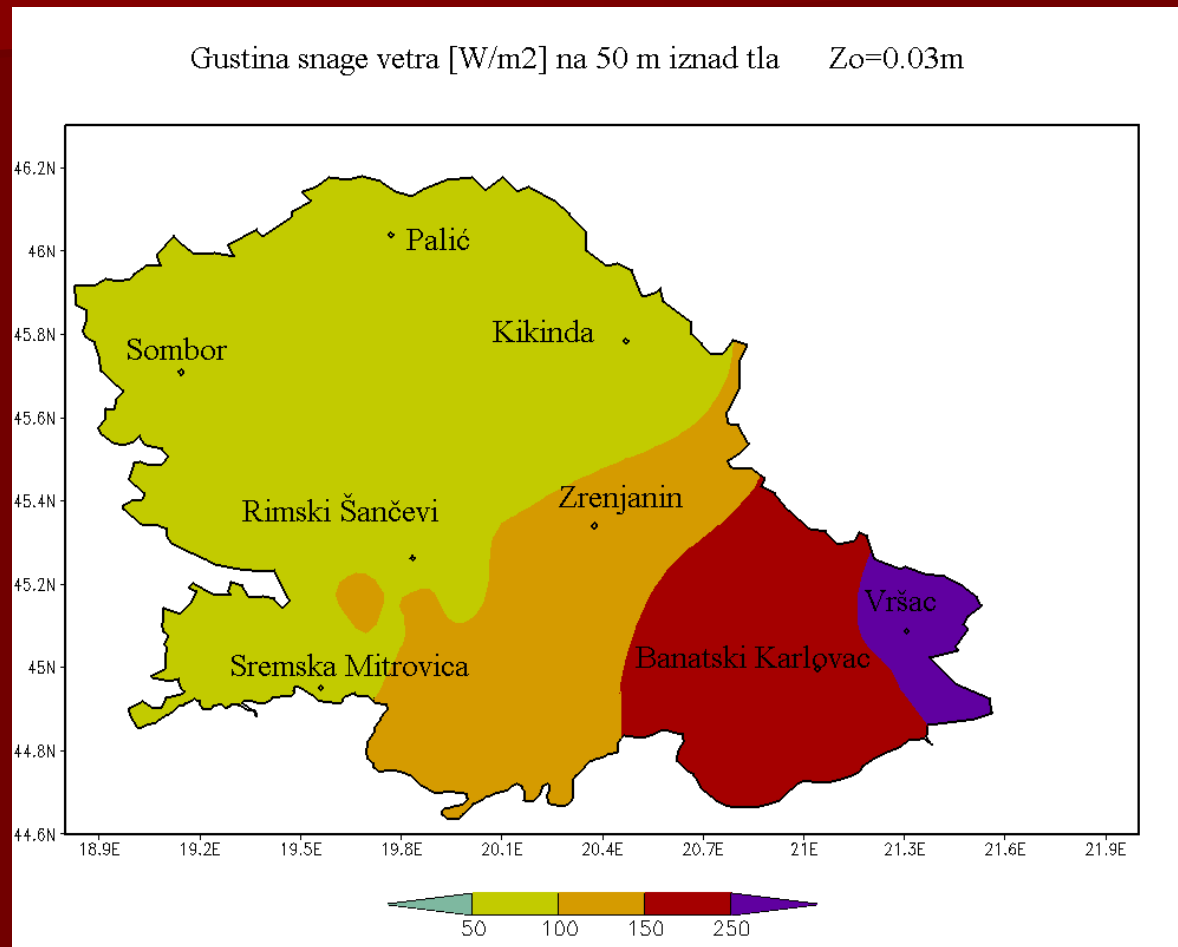 Gustina snage vetra [W/m2] na 50 m iznad tla Zo=0.03m
46.2N
46N
45.8N
45.6N
45.4N
45.2N
45N
44.8N
44.6N
Palić
Kikinda
Sombor
Zrenjanin
Rimski Šančevi
Vršac
Banatski Karlovac
Sremska Mitrovica
18.9E 19.2E 19.5E 19.8E 20.1E 20.4E 20.7E 21E 21.3E 21.6E 21.9E
50 100 150 250